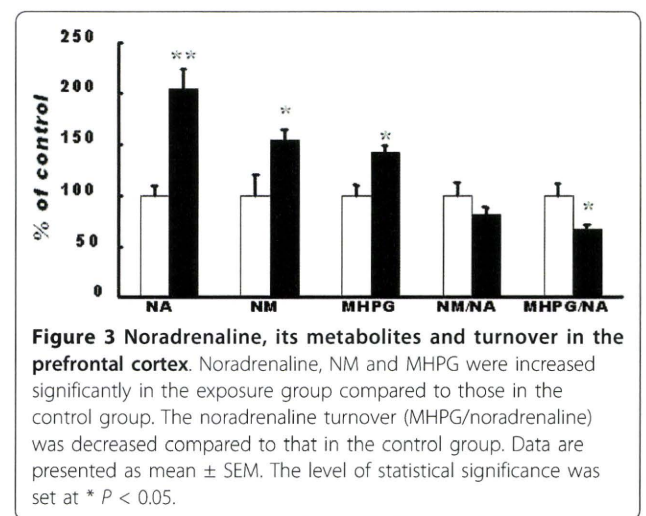 250
200
150
100
50
0
% of control
**
*
*
*
NA NM MHPG NM/NA MHPG/NA
Figure 3 Noradrenaline, its metabolites and turnover in the
prefrontal cortex. Noradrenaline, NM and MHPG were increased
significantly in the exposure group compared to those in the
control group. The noradrenaline turnover (MHPG/noradrenaline)
was decreased compared to that in the control group. Data are
presented as mean ± SEM. The level of statistical significance was
set at * P < 0.05.